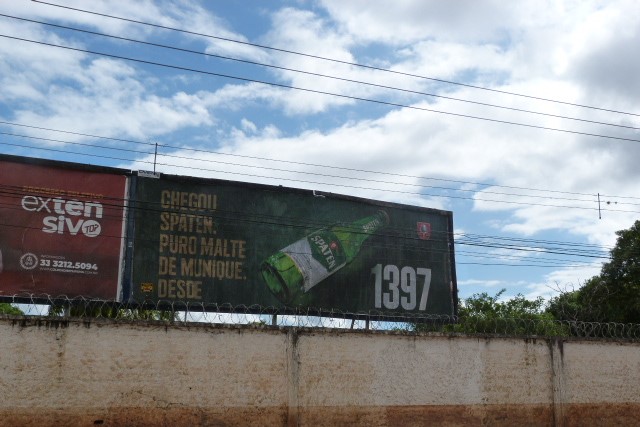 exten
sivo
TOP
33 3212.5094
CHEGOU
SPATEN.
PURO MALTE
DE MUNIQUE.
DESDE
1397
SPATEN